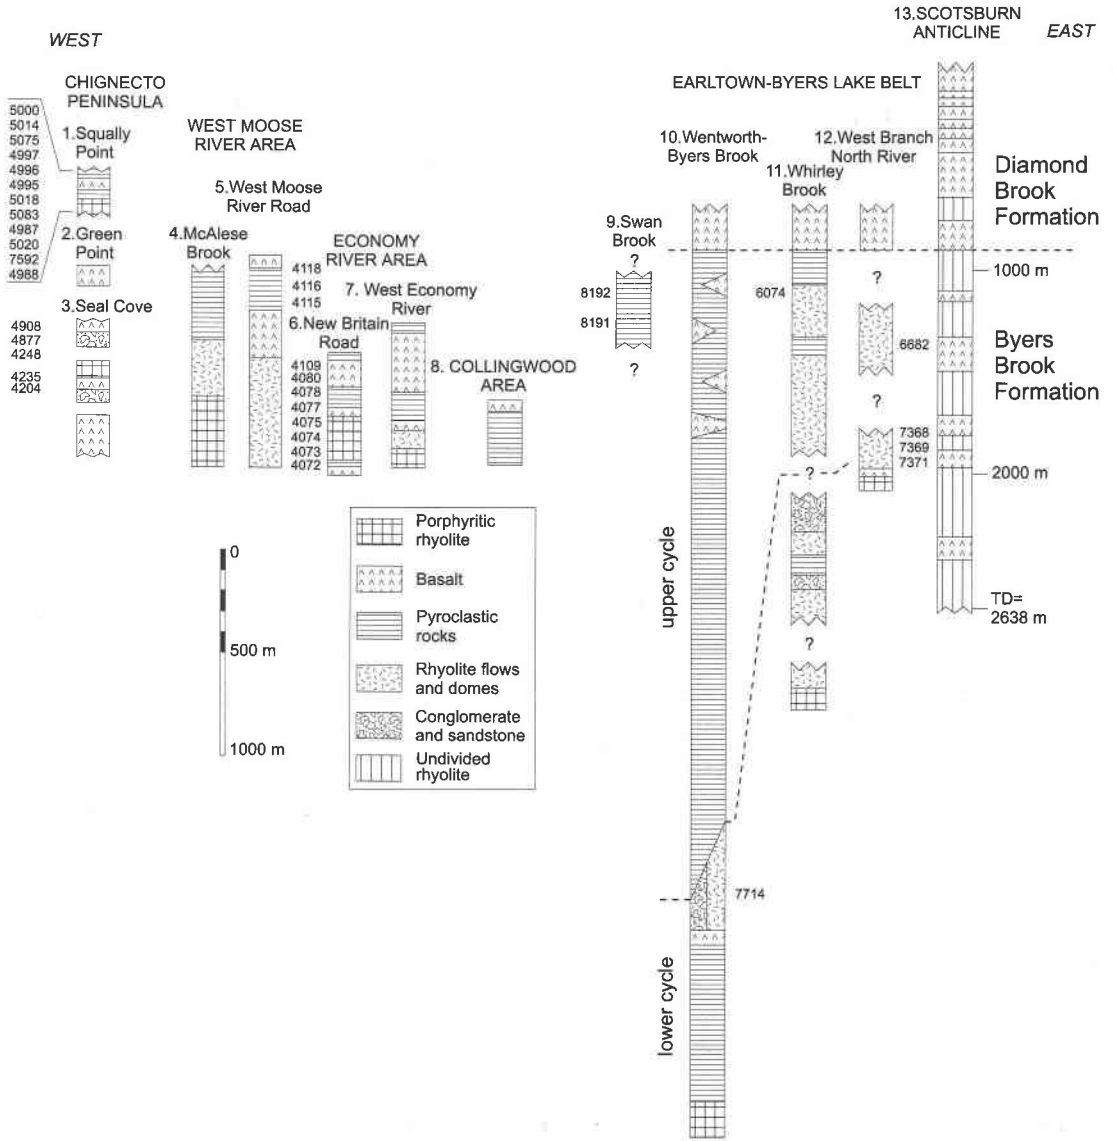 WEST
13.SCOTSBURN
ANTICLINE
EAST
CHIGNECTO
PENINSULA
5000
5014
5075
4997
4996
4995
5018
5083
4987
5020
7592
4988
1.Squally
Point
2.Green
Point
3.Seal Cove
4908
4877
4248
4235
4204
WEST MOOSE
RIVER AREA
5.West Moose
River Road
4.McAlese
Brook
4118
4116
4115
ECONOMY
RIVER AREA
7. West Economy
River
6.New Britain
Road
4109
4080
4078
4077
4075
4074
4073
4072
8. COLLINGWOOD
AREA
EARLTOWN-BYERS LAKE BELT
10.Wentworth-
Byers Brook
12.West Branch
North River
11.Whirley
Brook
9.Swan
Brook
?
8192
8191
?
6074
?
6682
?
7368
7369
7371
?
?
7714
Diamond
Brook
Formation
1000 m
Byers
Brook
Formation
2000 m
TD=
2638 m
upper cycle
lower cycle
0
500 m
1000 m
Porphyritic
rhyolite
Basalt
Pyroclastic
rocks
Rhyolite flows
and domes
Conglomerate
and sandstone
Undivided
rhyolite